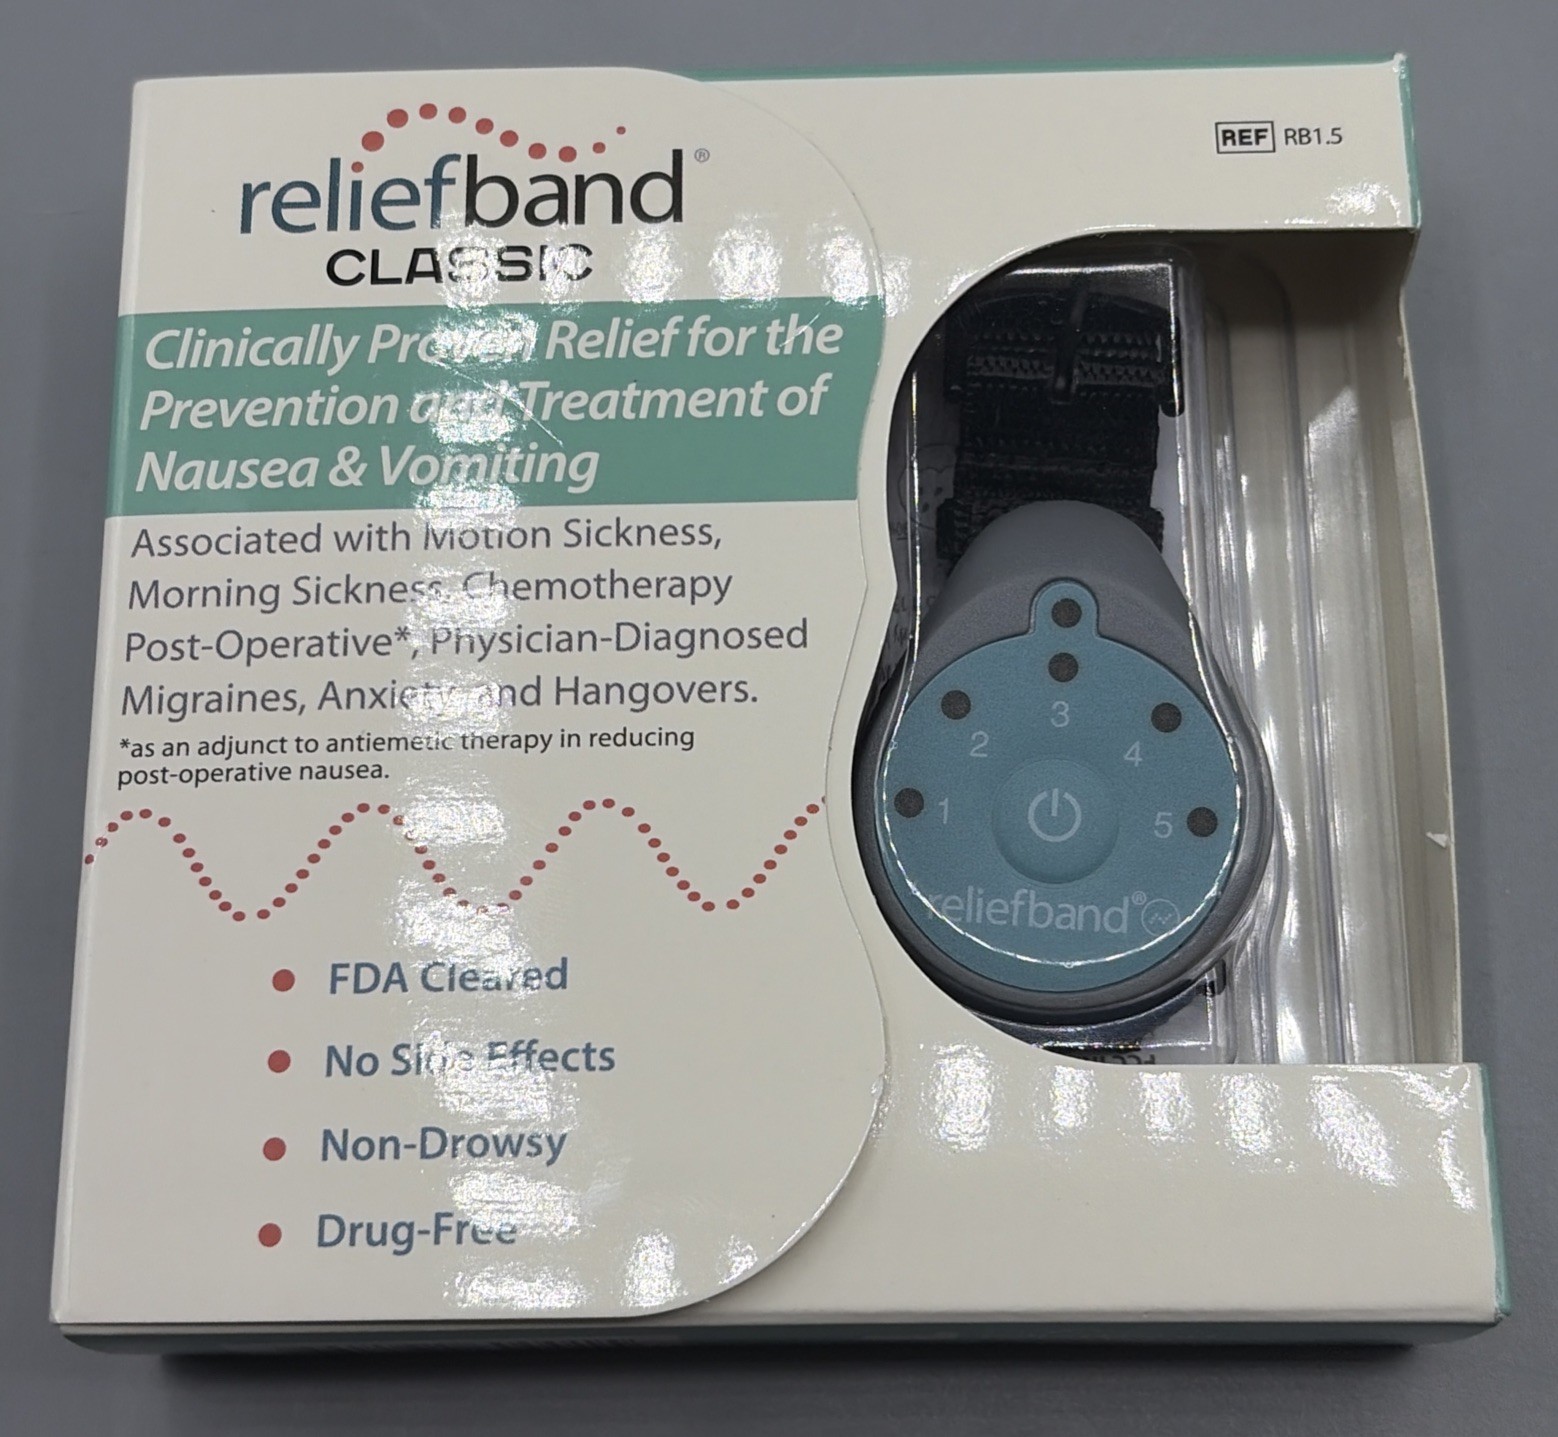 reliefband®
CLASSIC
REF RB1.5
Clinically Proven Relief for the
Prevention and Treatment of
Nausea & Vomiting
Associated with Motion Sickness,
Morning Sickness, Chemotherapy
Post-Operative*, Physician-Diagnosed
Migraines, Anxiety and Hangovers.
*as an adjunct to antiemetic therapy in reducing
post-operative nausea.
FDA Cleared
No Side Effects
Non-Drowsy
Drug-Free
3
2
4
1
5
reliefband®